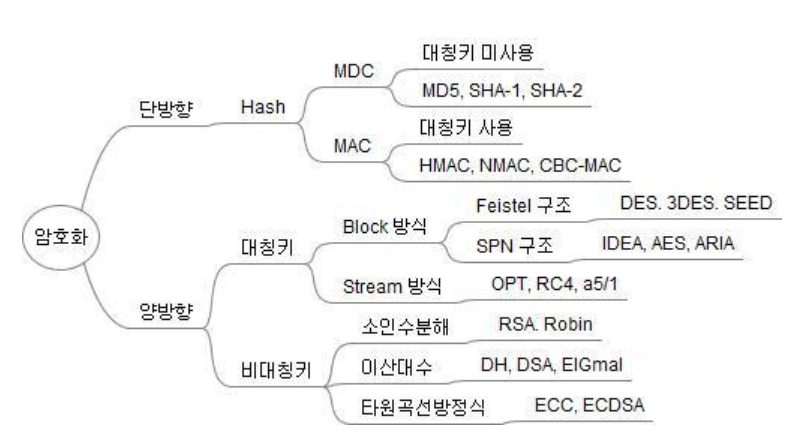 암호화
단방향
Hash
MDC
대칭키 미사용
MD5, SHA-1, SHA-2
MAC
대칭키 사용
HMAC, NMAC, CBC-MAC
양방향
대칭키
Block 방식
Feistel 구조
DES. 3DES. SEED
SPN 구조
IDEA, AES, ARIA
Stream 방식
OPT, RC4, a5/1
비대칭키
소인수분해
RSA. Robin
이산대수
DH, DSA, ElGmal
타원곡선방정식
ECC, ECDSA